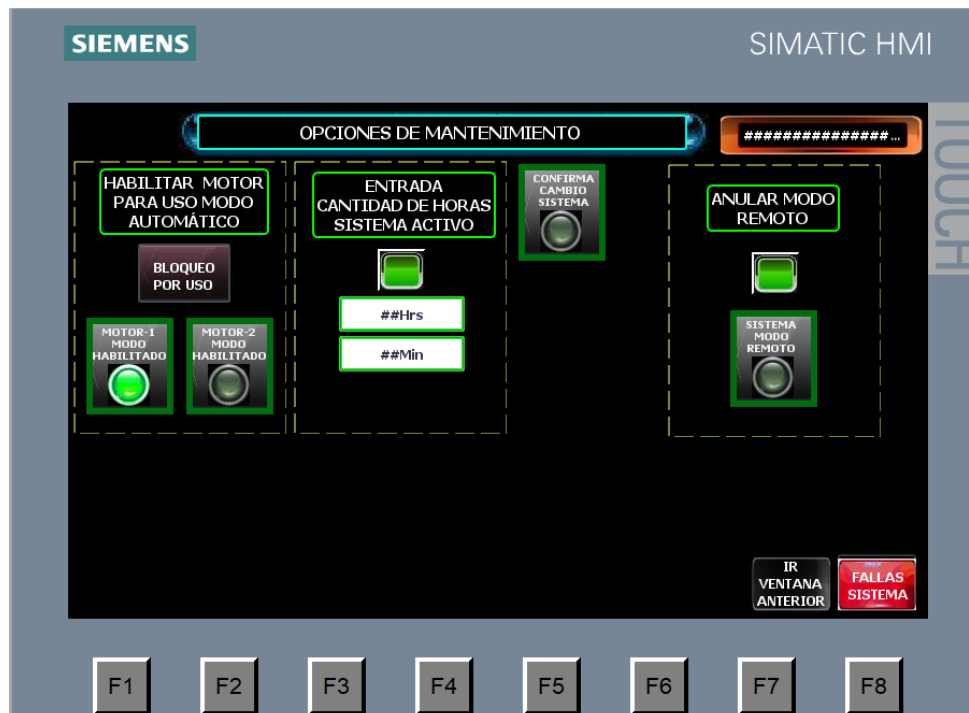 SIEMENS
SIMATIC HMI
TOUCH
OPCIONES DE MANTENIMIENTO
###############...
HABILITAR MOTOR
PARA USO MODO
AUTOMÁTICO
BLOQUEO
POR USO
MOTOR-1
MODO
HABILITADO
MOTOR-2
MODO
HABILITADO
ENTRADA
CANTIDAD DE HORAS
SISTEMA ACTIVO
##Hrs
##Min
CONFIRMA
CAMBIO
SISTEMA
ANULAR MODO
REMOTO
SISTEMA
MODO
REMOTO
IR
VENTANA
ANTERIOR
FALLAS
SISTEMA
F1
F2
F3
F4
F5
F6
F7
F8